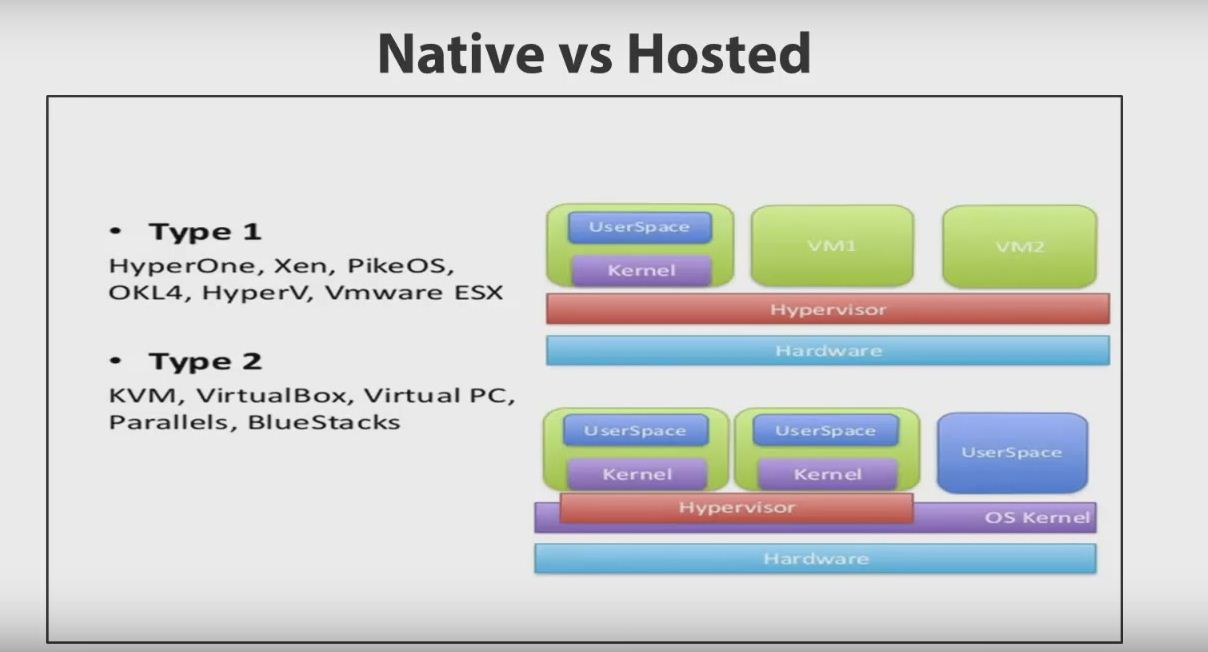 Native vs Hosted
• Type 1
HyperOne, Xen, PikeOS,
OKL4, HyperV, Vmware ESX
• Type 2
KVM, VirtualBox, Virtual PC,
Parallels, BlueStacks
UserSpace
Kernel
VM1
VM2
Hypervisor
Hardware
UserSpace
Kernel
UserSpace
Kernel
UserSpace
Hypervisor
OS Kernel
Hardware